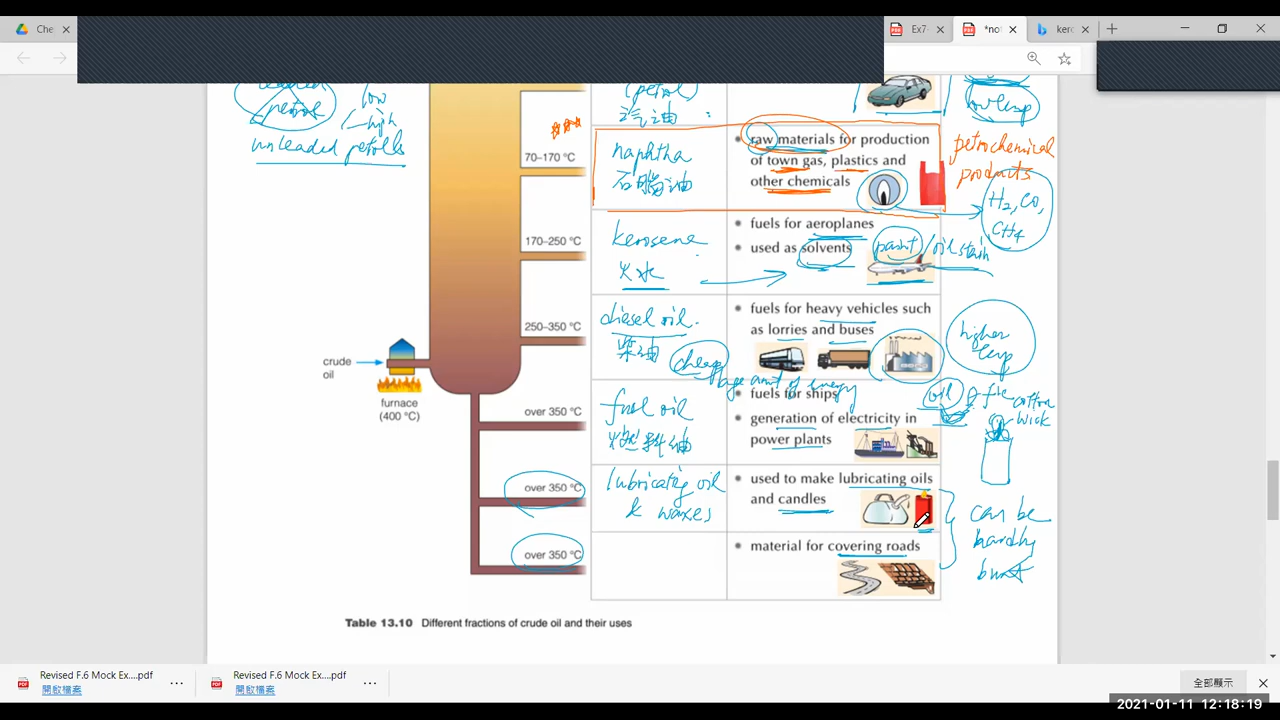 Che
Ex7-
*no
kerc
leaded
petrol
low
high
unleaded petrols
(petrol)
汽油
low temp
70–170 °C
naphtha
石腦油
raw materials for production
of town gas, plastics and
other chemicals
petrochemical
products
H₂, CO,
CH₄
170–250 °C
kerosene
火水
fuels for aeroplanes
used as solvents
paint / oil stain
250–350 °C
diesel oil
柴油
cheap
fuels for heavy vehicles such
as lorries and buses
higher
temp
large amt of energy
crude
oil
furnace
(400 °C)
over 350 °C
fuel oil
燃料油
fuels for ships
generation of electricity in
power plants
oil
cotton
wick
over 350 °C
lubricating oil
& waxes
used to make lubricating oils
and candles
can be
hardly
burnt
over 350 °C
material for covering roads
Table 13.10 Different fractions of crude oil and their uses
Revised F.6 Mock Ex....pdf
開啟檔案
Revised F.6 Mock Ex....pdf
開啟檔案
全部顯示
2021-01-11 12:18:19